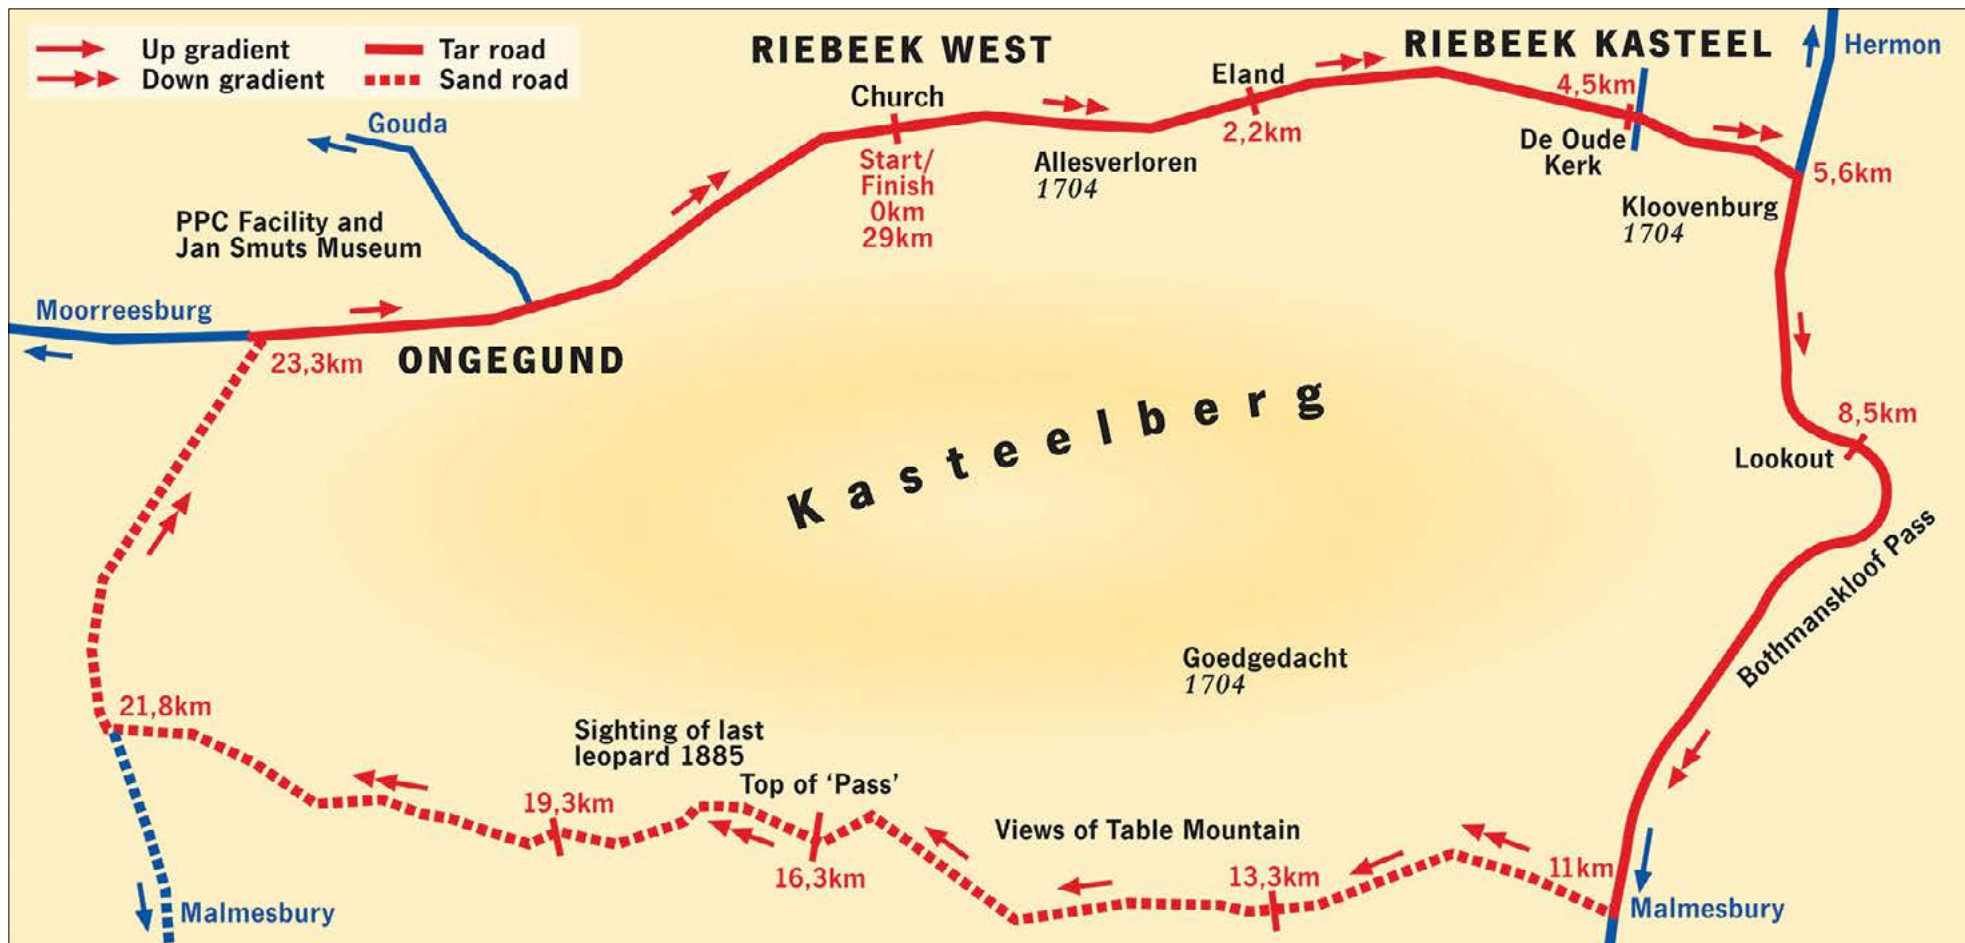 Up gradient
Down gradient
Tar road
Sand road
RIEBEEK WEST
RIEBEEK KASTEEL
Hermon
Church
Eland
4,5km
Gouda
Start/
Finish
0km
29km
Allesverloren
1704
2,2km
De Oude
Kerk
5,6km
PPC Facility and
Jan Smuts Museum
Kloovenburg
1704
Moorreesburg
23,3km
ONGEGUND
Kasteelberg
8,5km
Lookout
Bothmanskloof Pass
Goedgedacht
1704
21,8km
Sighting of last
leopard 1885
Top of ‘Pass’
19,3km
16,3km
Views of Table Mountain
13,3km
11km
Malmesbury
Malmesbury